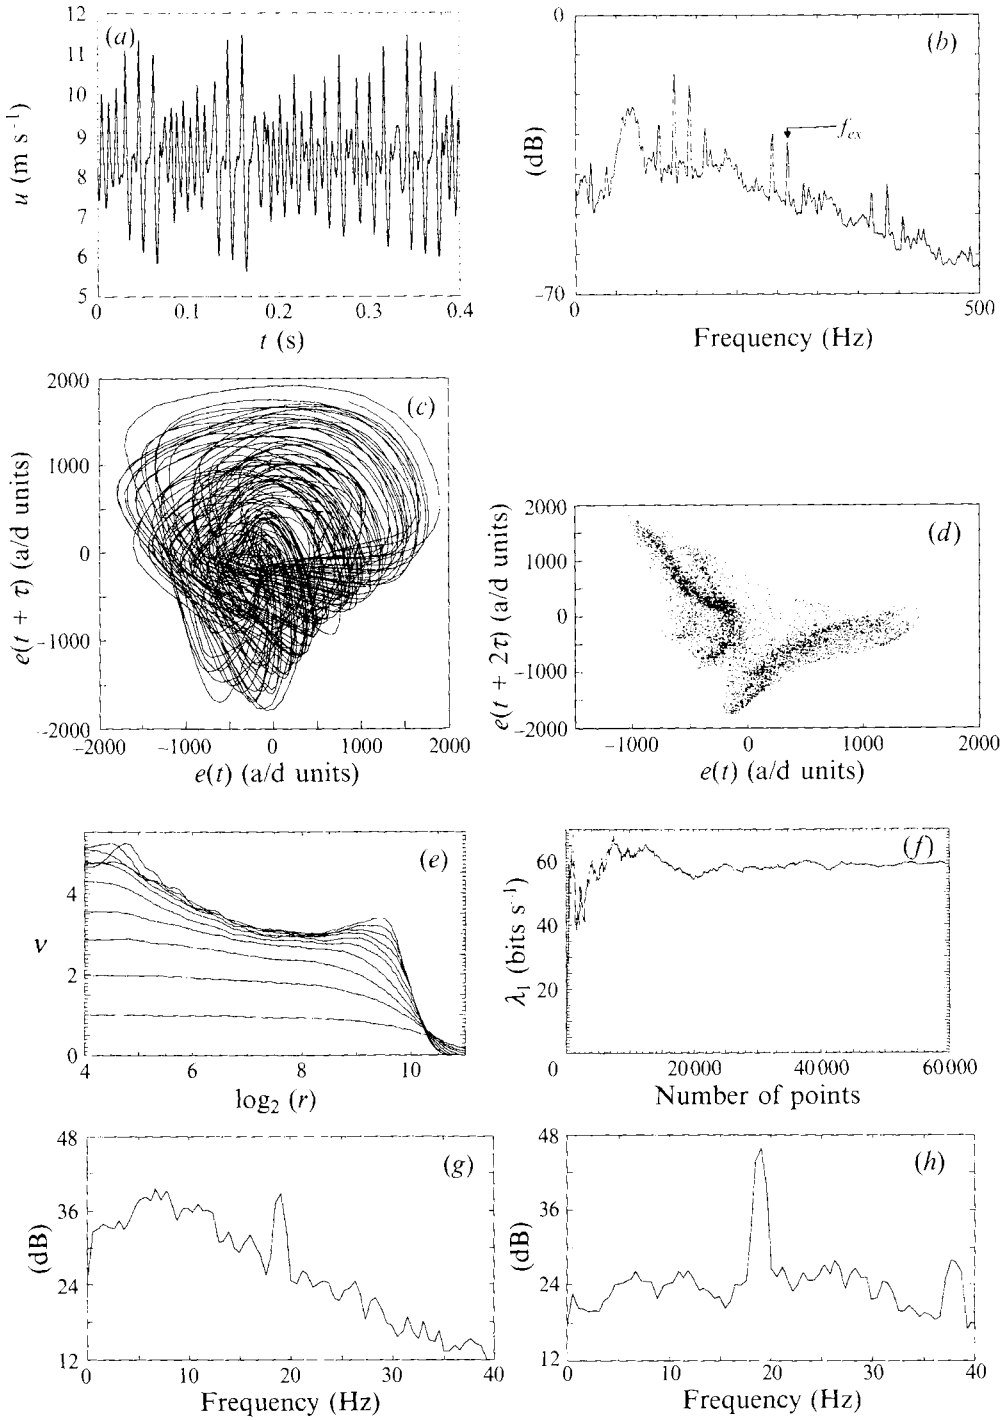 12
11
10
9
8
7
6
5
u (m s⁻¹)
(a)
0 0.1 0.2 0.3 0.4
t (s)
0
(dB)
-70
(b)
f_ex
0 500
Frequency (Hz)
2000
1000
0
-1000
-2000
e(t + τ) (a/d units)
(c)
-2000 -1000 0 1000 2000
e(t) (a/d units)
2000
1000
0
-1000
-2000
e(t + 2τ) (a/d units)
(d)
-1000 0 1000 2000
e(t) (a/d units)
4
2
0
ν
(e)
4 6 8 10
log₂ (r)
60
40
20
0
λ₁ (bits s⁻¹)
(f)
20000 40000 60000
Number of points
48
36
24
12
(dB)
(g)
0 10 20 30 40
Frequency (Hz)
48
36
24
12
(dB)
(h)
0 10 20 30 40
Frequency (Hz)